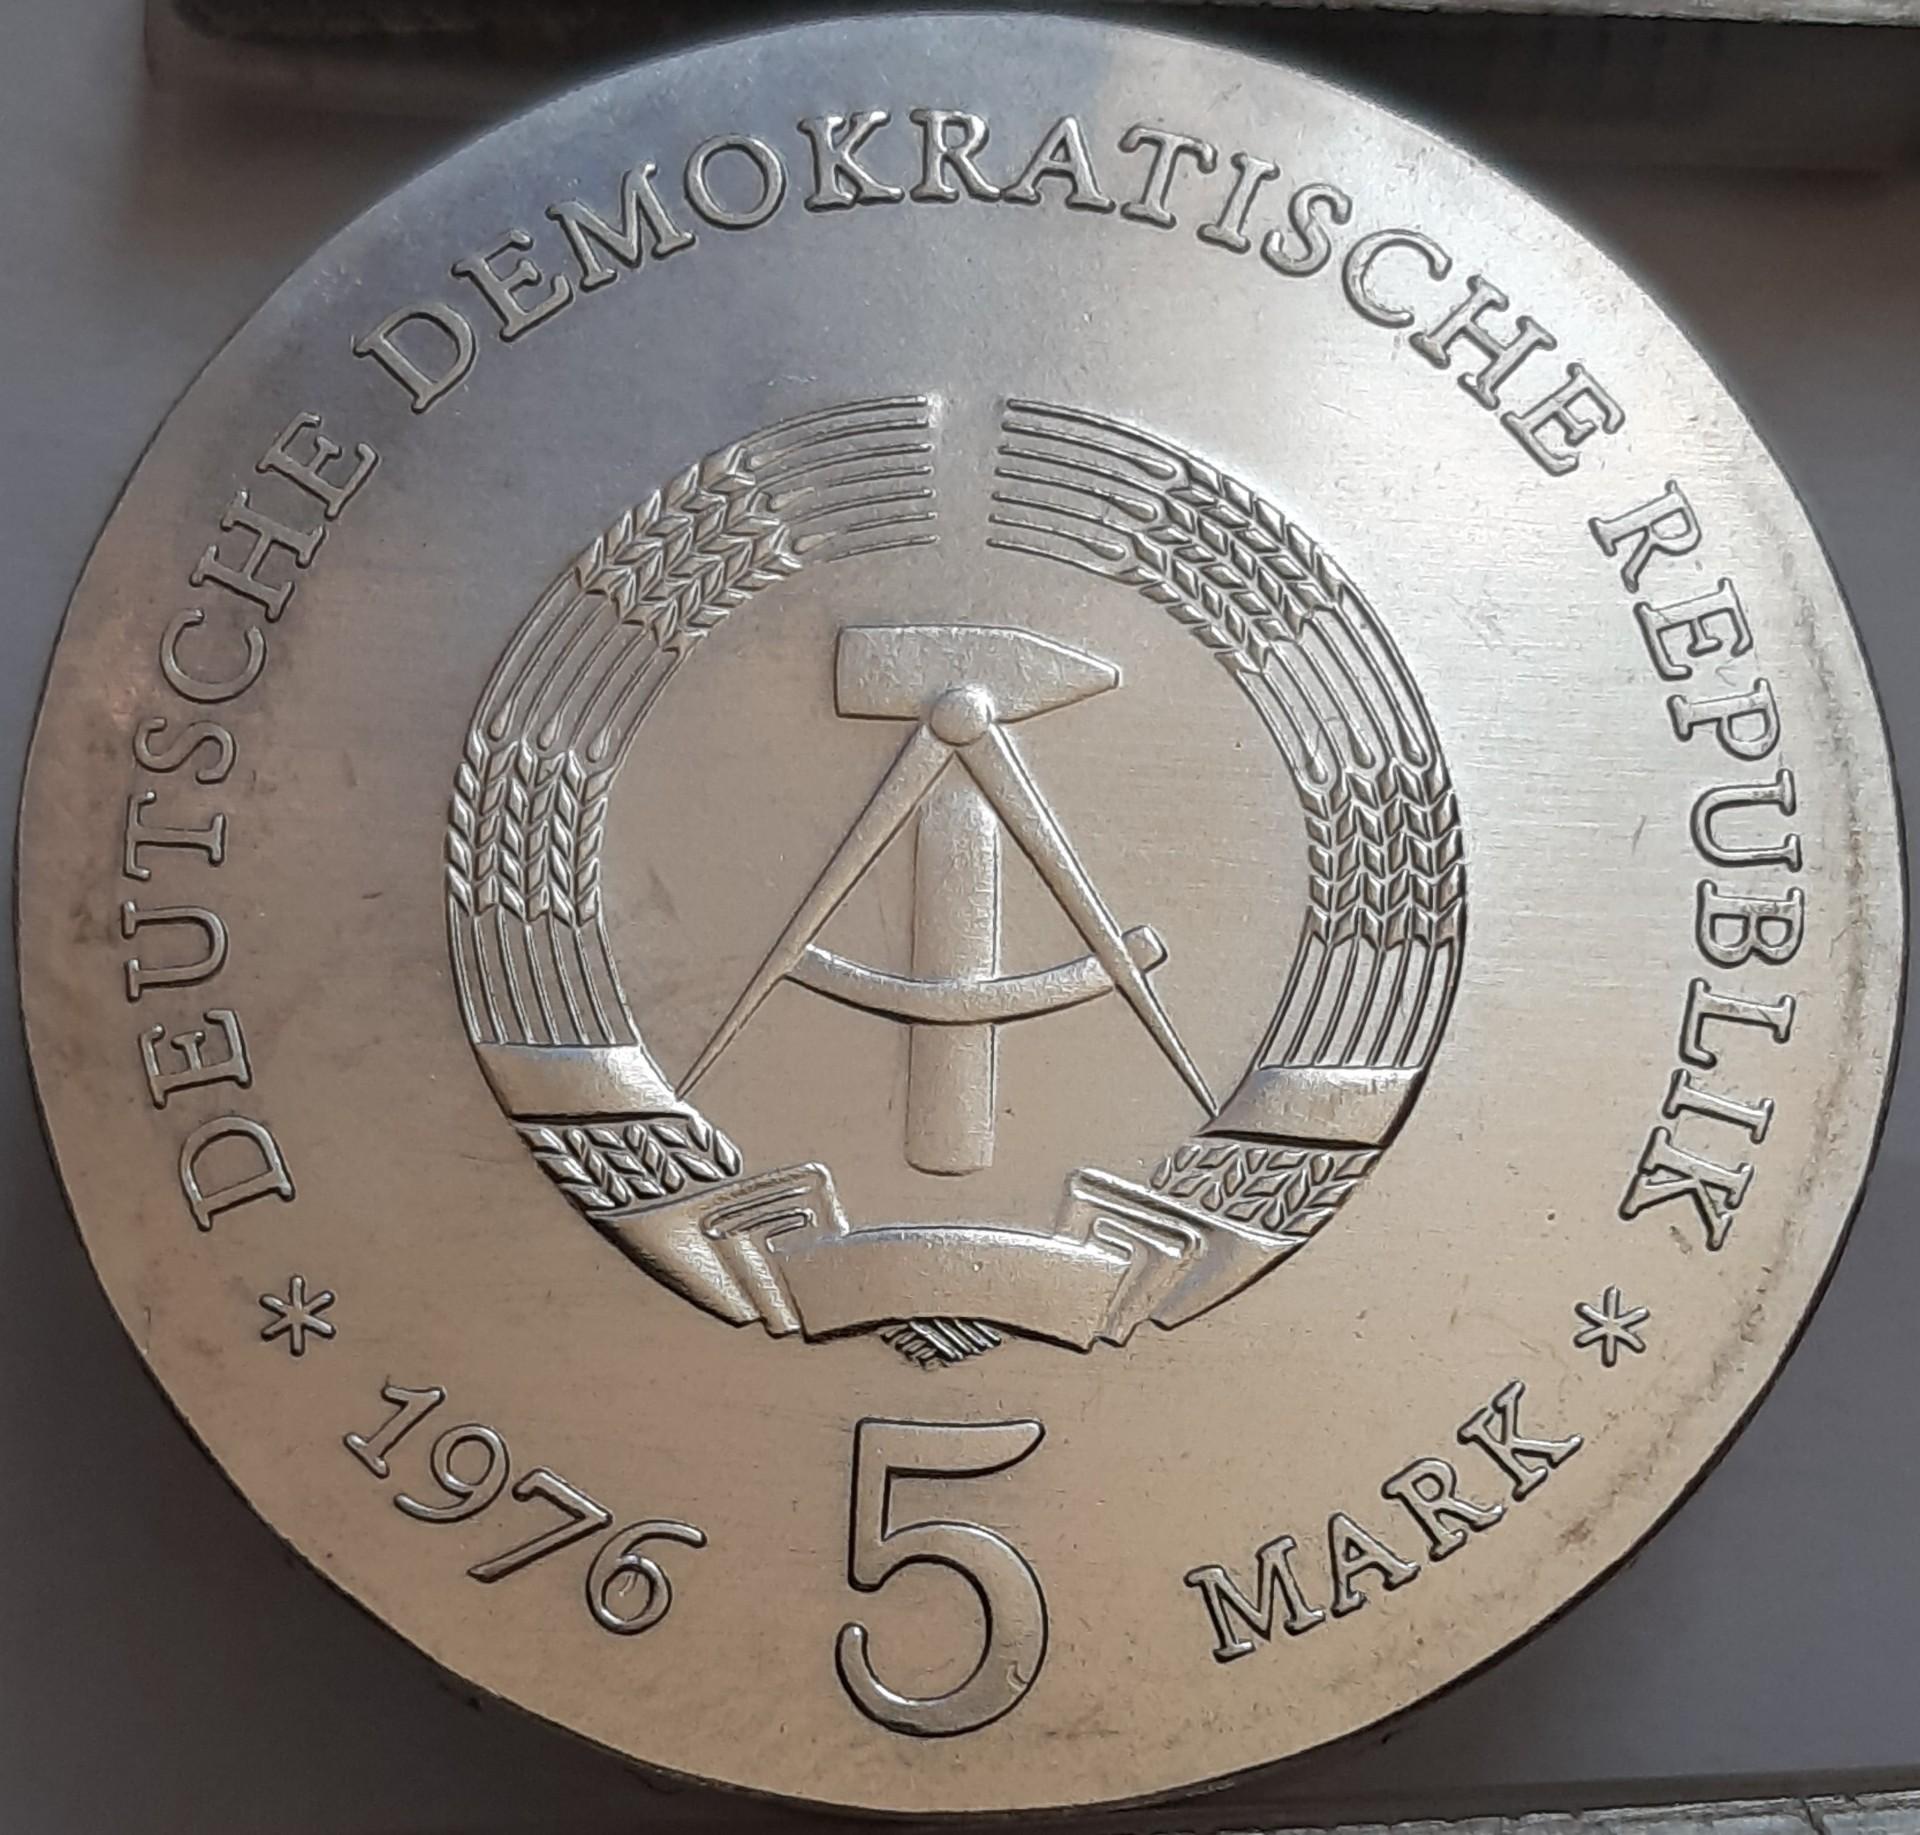 * DEUTSCHE DEMOKRATISCHE REPUBLIK *
1976 5 MARK